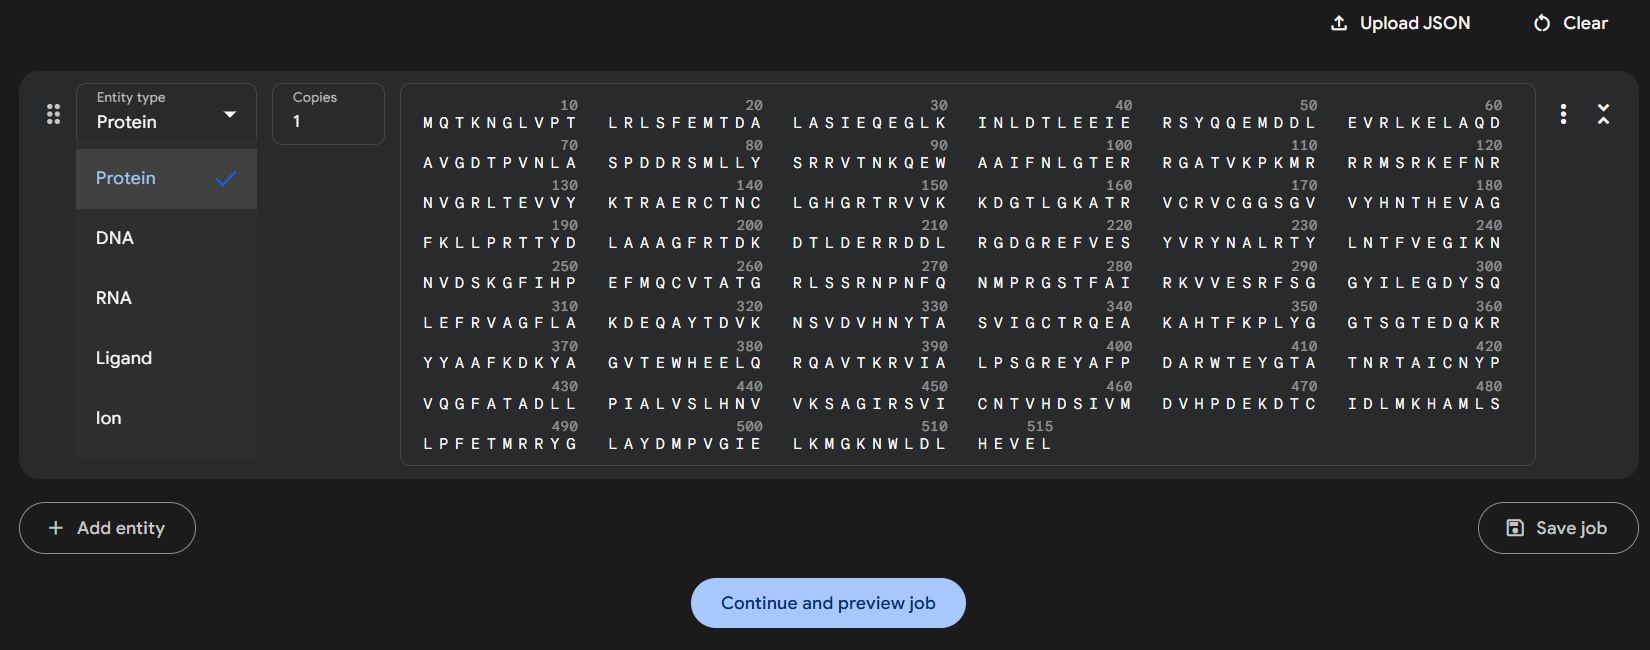 Upload JSON
Clear
Entity type
Protein
Copies
1
Protein
DNA
RNA
Ligand
Ion
10 20 30 40 50 60
MQTKNGLVPT LRLSFEMTDA LASIEQEGLK INLDTLEEIE RSYQQEMDDL EVRLKELAQD
70 80 90 100 110 120
AVGDTPVNLA SPDDRSMLLY SRRVTNKQEW AAIFNLGTER RGATVKPKMR RRMSRKEFNR
130 140 150 160 170 180
NVGRLTEVVY KTRAERCTNC LGHGRTRVVK KDGTLGKATR VCRVCGGSGV VYHNTHEVAG
190 200 210 220 230 240
FKLLPRTTYD LAAAGFRTDK DTLDERRDDL RGDGREFVES YVRYNALRTY LNTFVEGIKN
250 260 270 280 290 300
NVDSKGFIHP EFMQCVTATG RLSSRNPNFQ NMPRGSTFAI RKVVESRFSG GYILEGDYSQ
310 320 330 340 350 360
LEFRVAGFLA KDEQAYTDVK NSVDVHNYTA SVIGCTRQEA KAHTFKPLYG GTSGTEDQKR
370 380 390 400 410 420
YYAAFKDKYA GVTEWHEELQ RQAVTKRVIA LPSGREYAFP DARWTEYGTA TNRTAICNYP
430 440 450 460 470 480
VQGFATADLL PIALVSLHNV VKSAGIRSVI CNTVHDSIVM DVHPDEKDTC IDLMKHAMLS
490 500 510 515
LPFETMRRYG LAYDMPVGIE LKMGKNWLDL HEVEL
Add entity
Save job
Continue and preview job